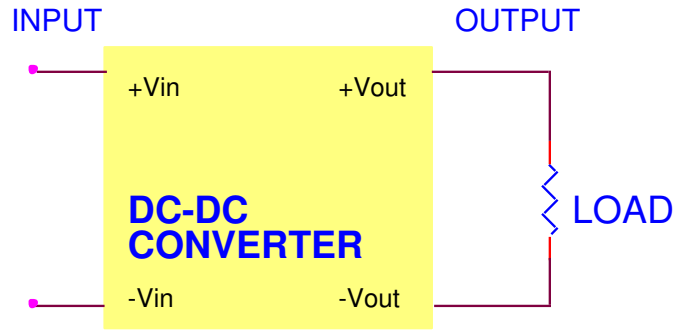 INPUT
OUTPUT
+Vin
+Vout
DC-DC
CONVERTER
LOAD
-Vin
-Vout